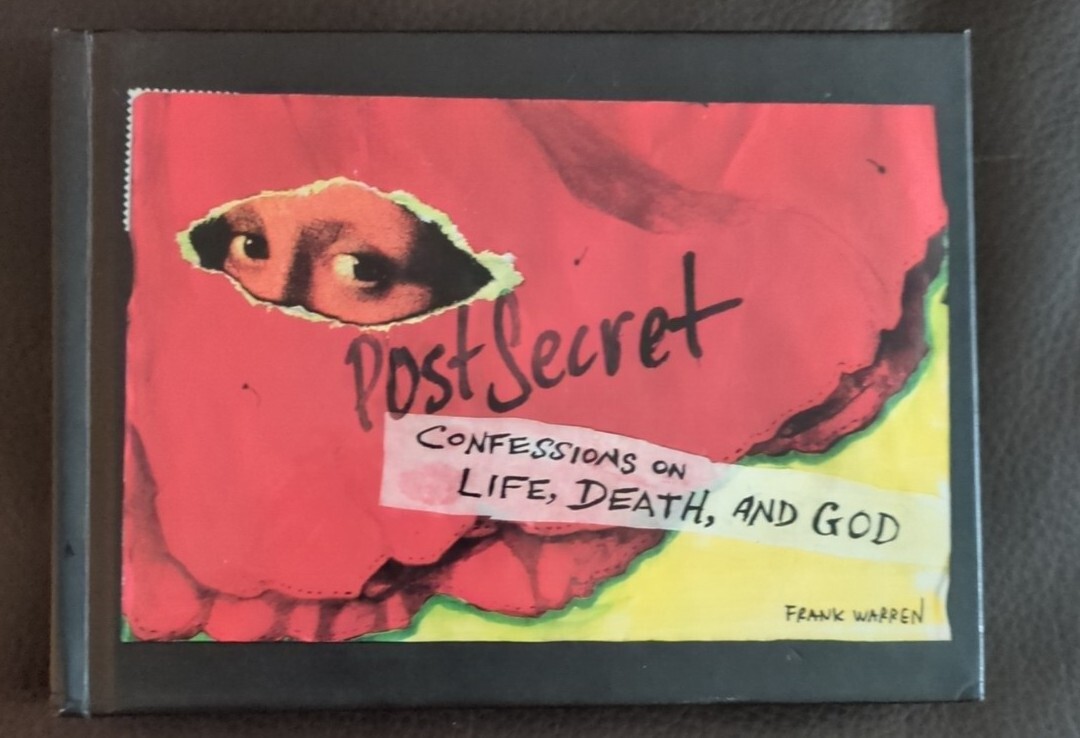 PostSecret
CONFESSIONS ON
LIFE, DEATH, AND GOD
FRANK WARREN